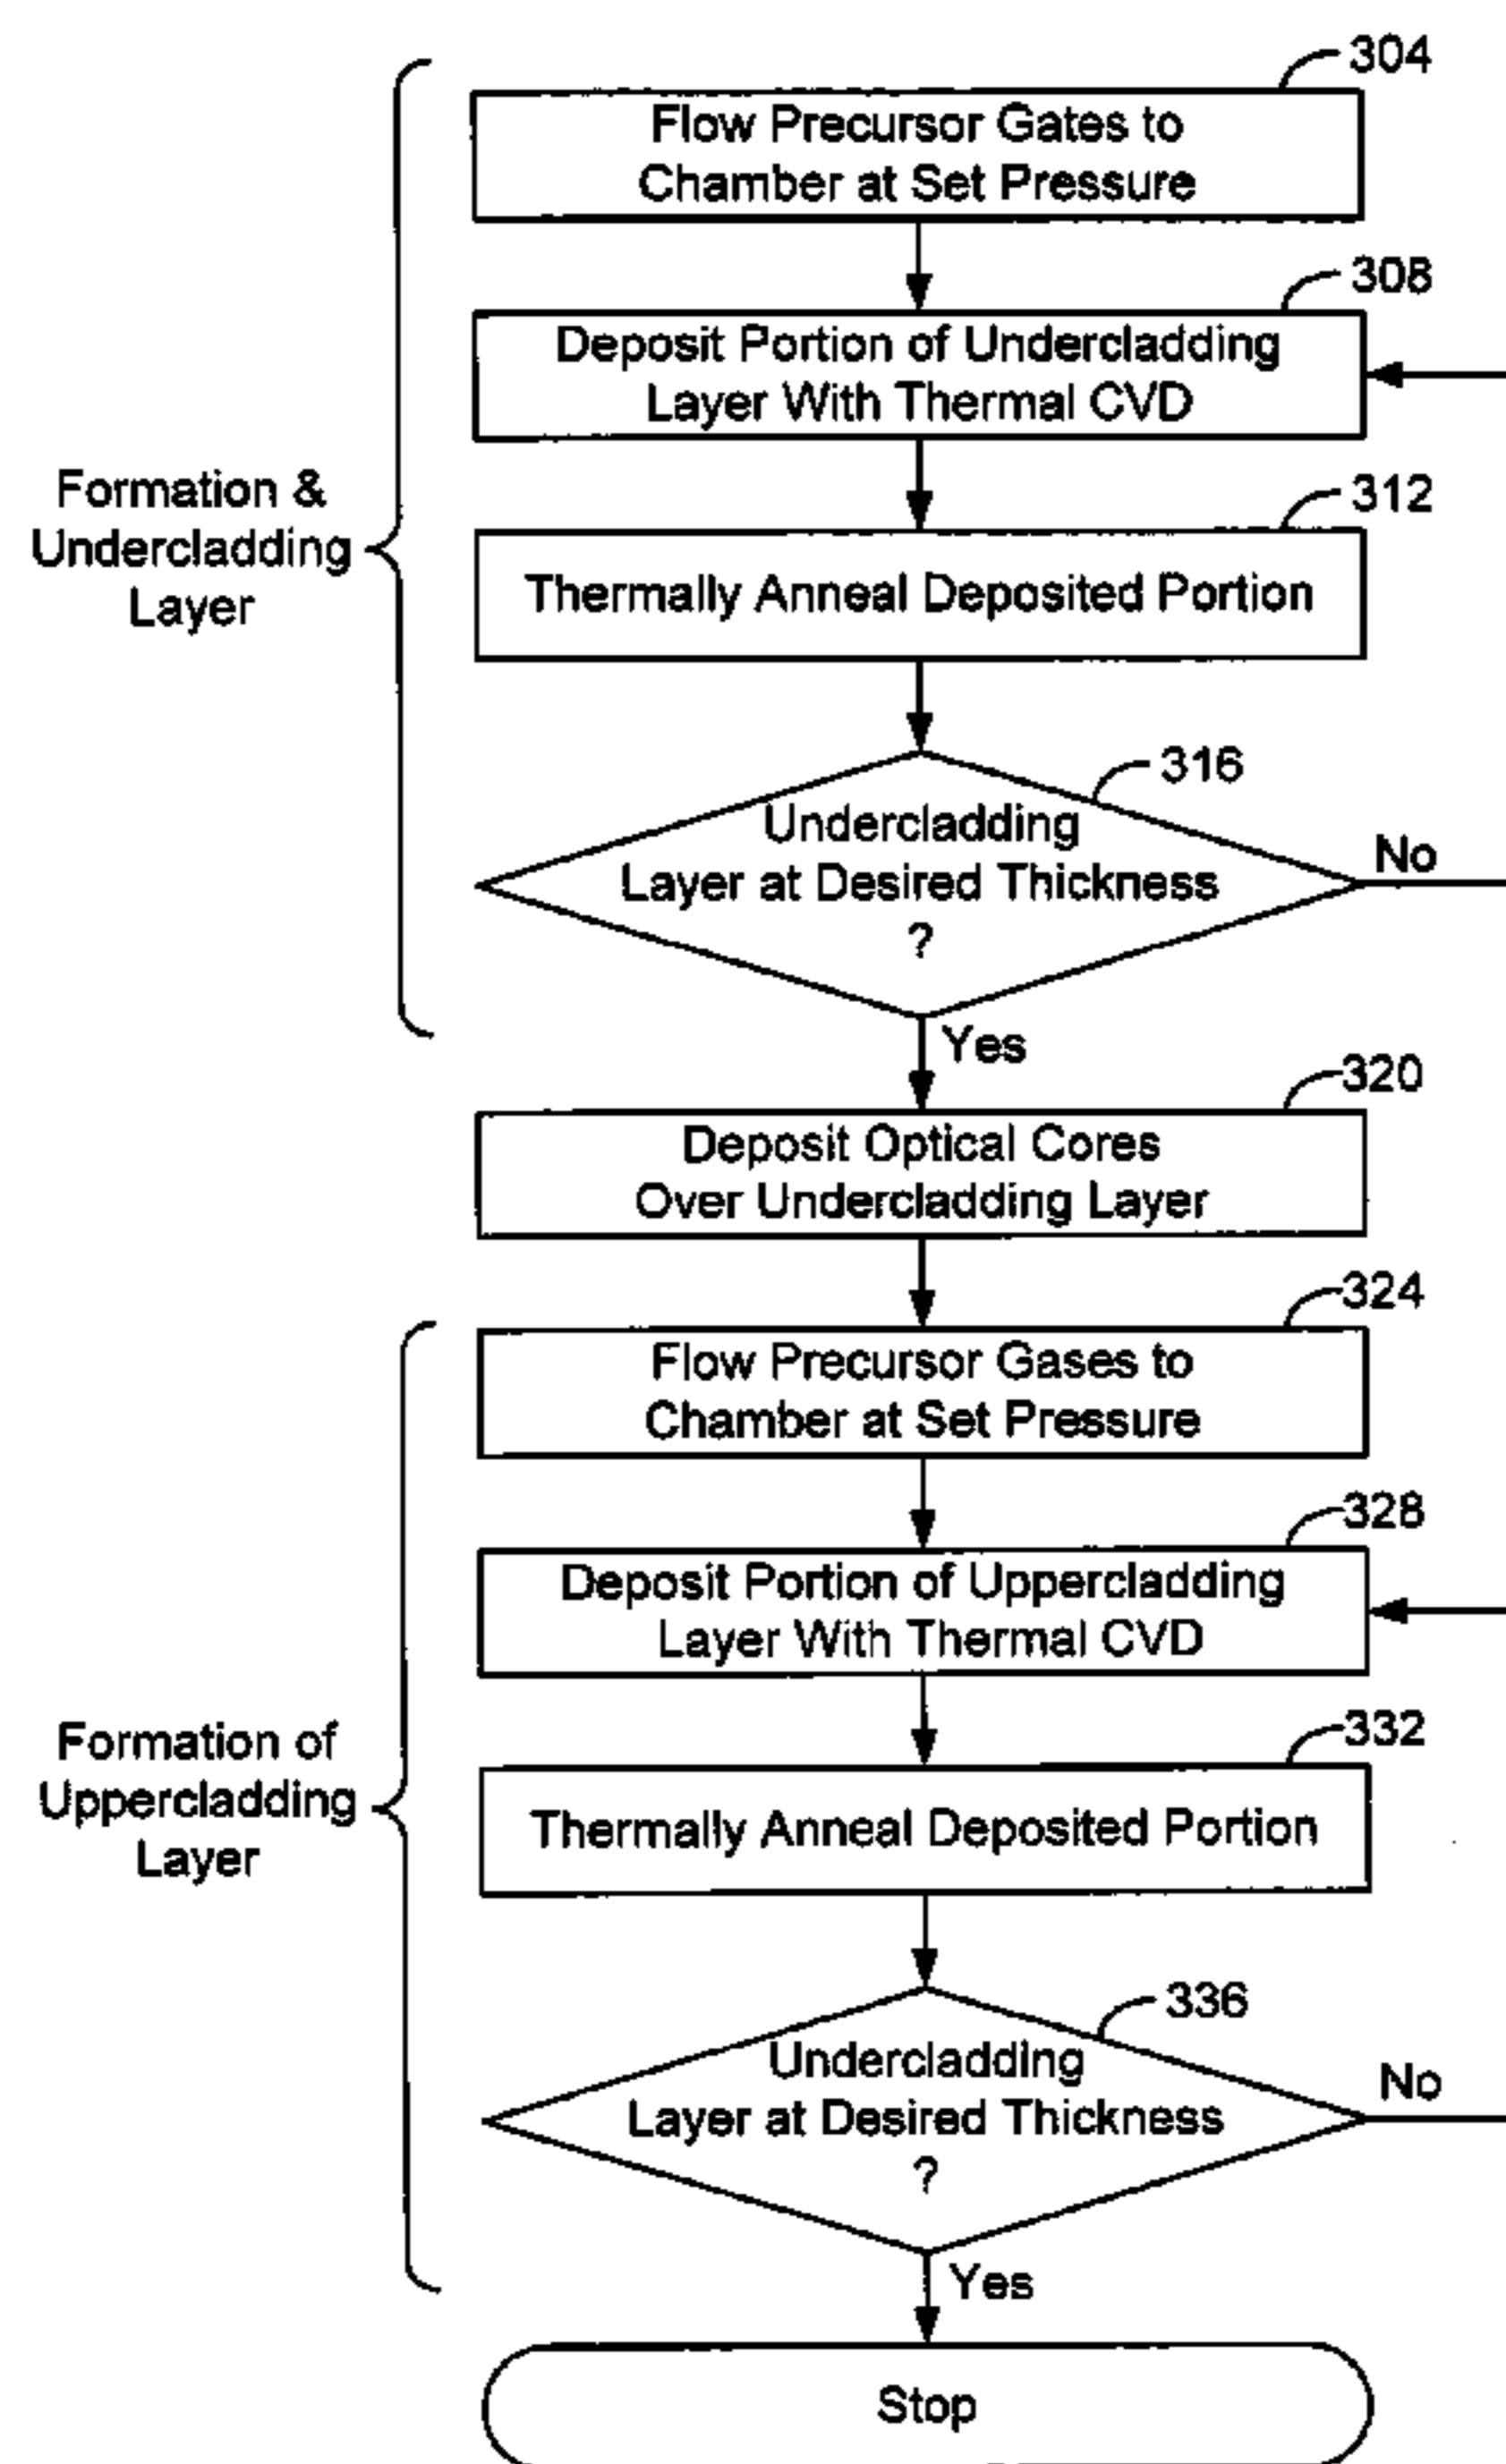 304
Flow Precursor Gates to
Chamber at Set Pressure
308
Deposit Portion of Undercladding
Layer With Thermal CVD
312
Thermally Anneal Deposited Portion
Formation &
Undercladding
Layer
316
Undercladding
Layer at Desired Thickness
?
No
Yes
320
Deposit Optical Cores
Over Undercladding Layer
324
Flow Precursor Gases to
Chamber at Set Pressure
328
Deposit Portion of Uppercladding
Layer With Thermal CVD
332
Thermally Anneal Deposited Portion
Formation of
Uppercladding
Layer
336
Undercladding
Layer at Desired Thickness
?
No
Yes
Stop